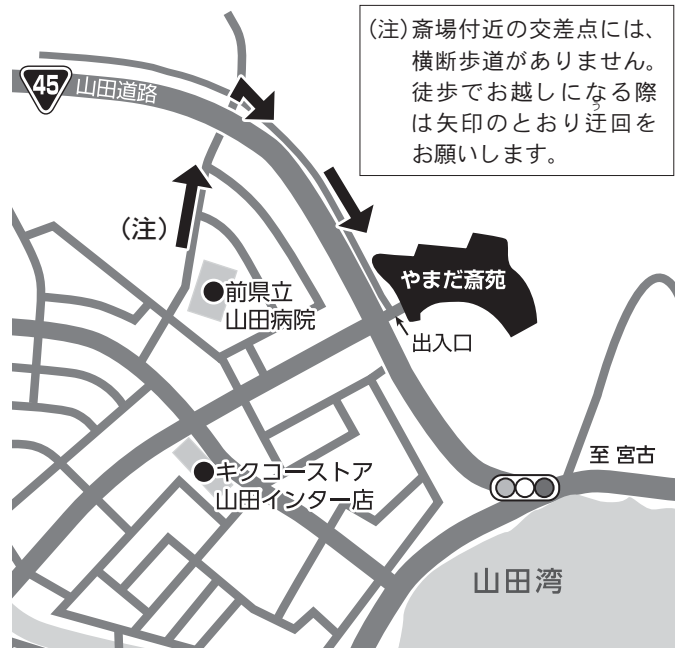 (注)斎場付近の交差点には、
横断歩道がありません。
徒歩でお越しになる際
は矢印のとおり迂回を
う
お願いします。
45
山田道路
(注)
やまだ斎苑
●前県立
山田病院
出入口
至 宮古
●キクコーストア
山田インター店
山田湾